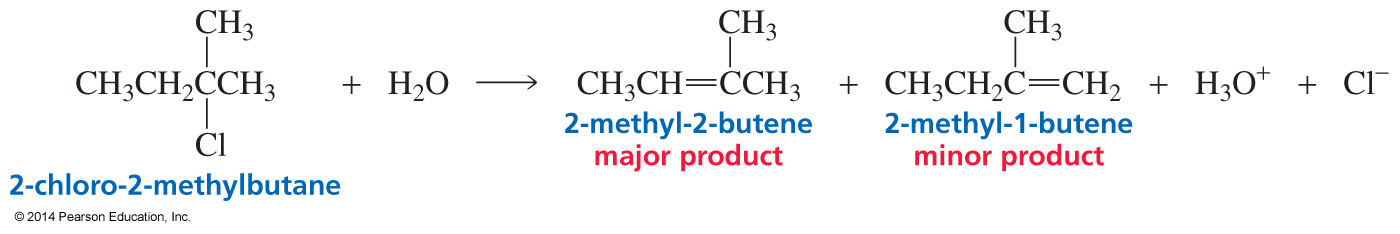 CH₃ CH₃ CH₃
CH₃CH₂CCH₃ + H₂O ⟶ CH₃CH=CCH₃ + CH₃CH₂C=CH₂ + H₃O⁺ + Cl⁻
Cl
2-methyl-2-butene 2-methyl-1-butene
major product minor product
2-chloro-2-methylbutane
© 2014 Pearson Education, Inc.